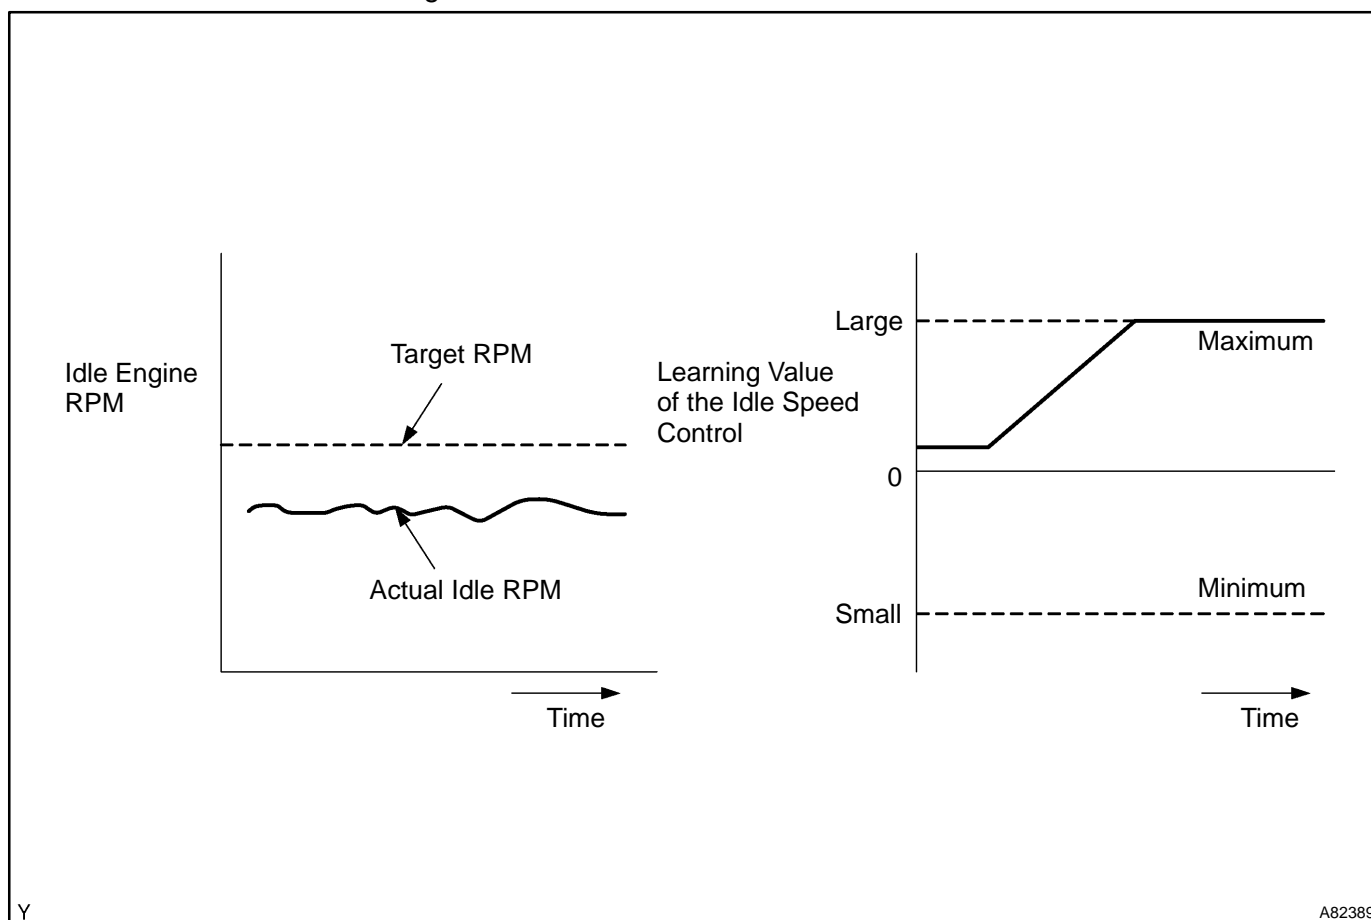 Idle Engine
RPM
Target RPM
Actual Idle RPM
Time
Learning Value
of the Idle Speed
Control
Large
Maximum
0
Minimum
Small
Time
Y
A82389